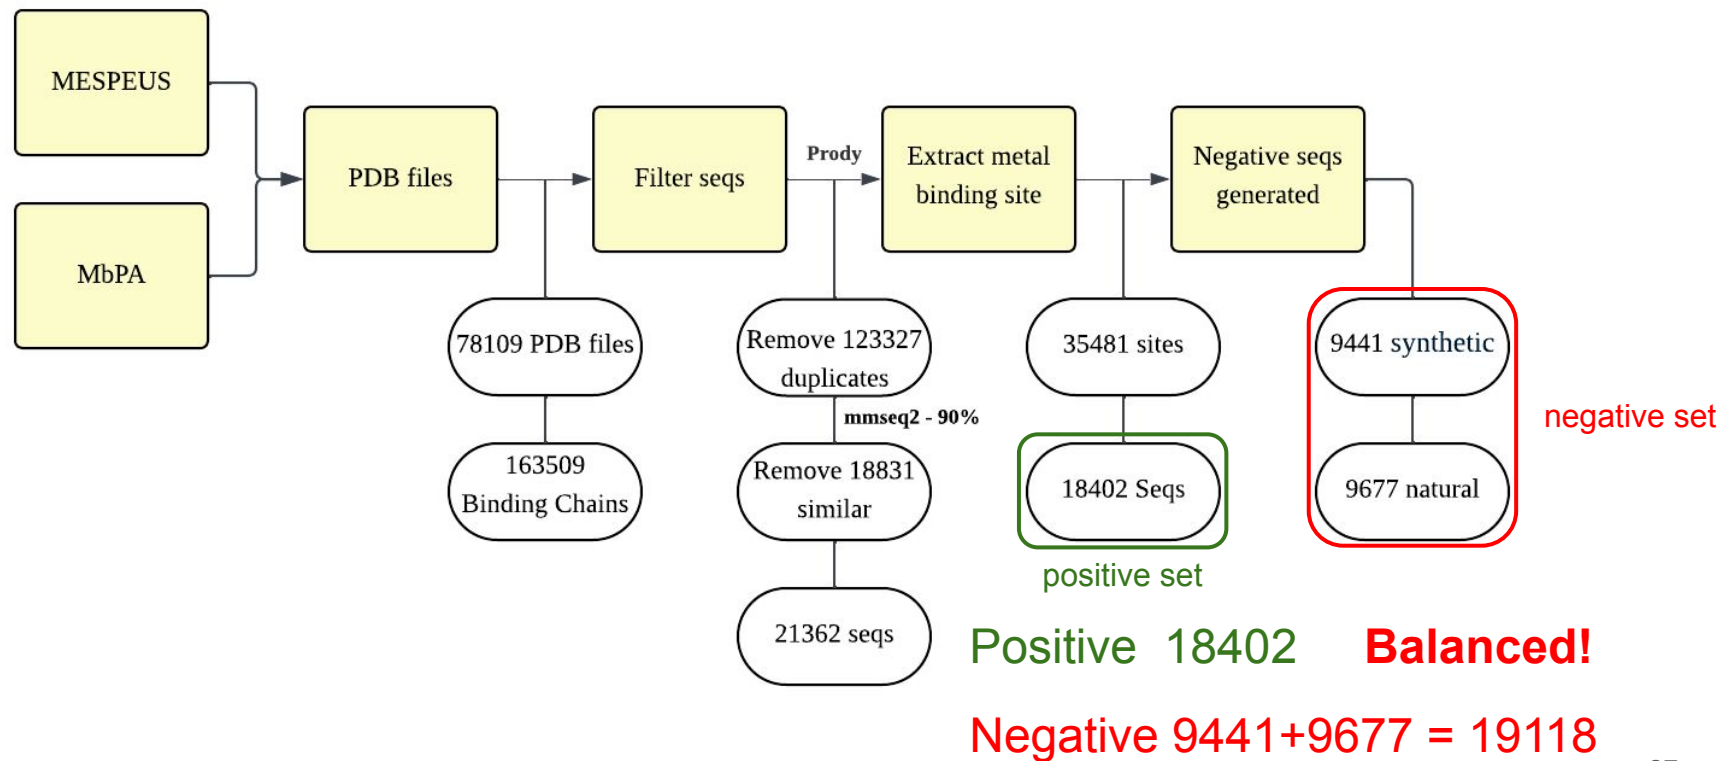 MESPEUS
MbPA
PDB files
Filter seqs
Prody
Extract metal
binding site
Negative seqs
generated
78109 PDB files
163509
Binding Chains
Remove 123327
duplicates
mmseq2 - 90%
Remove 18831
similar
21362 seqs
35481 sites
18402 Seqs
positive set
9441 synthetic
9677 natural
negative set
Positive 18402 Balanced!
Negative 9441+9677 = 19118